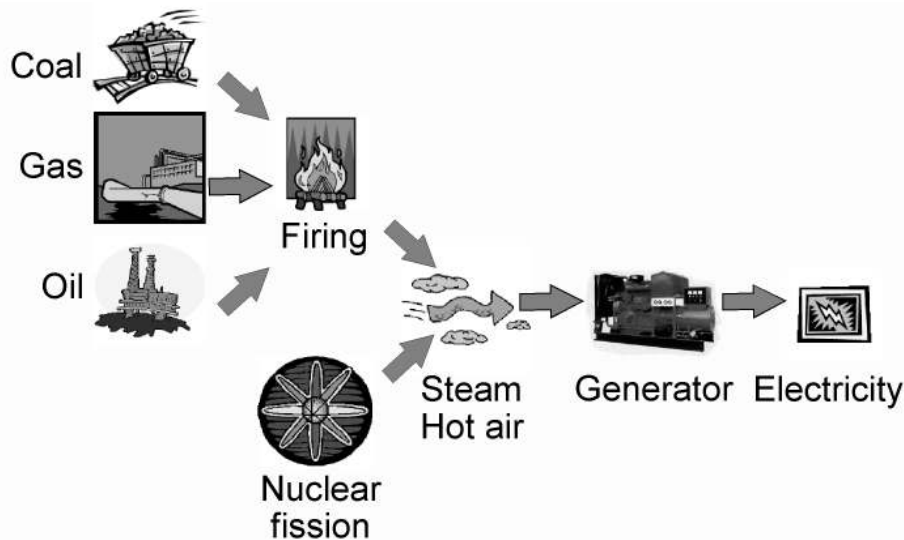 Coal
Gas
Oil
Firing
Nuclear
fission
Steam
Hot air
Generator
Electricity